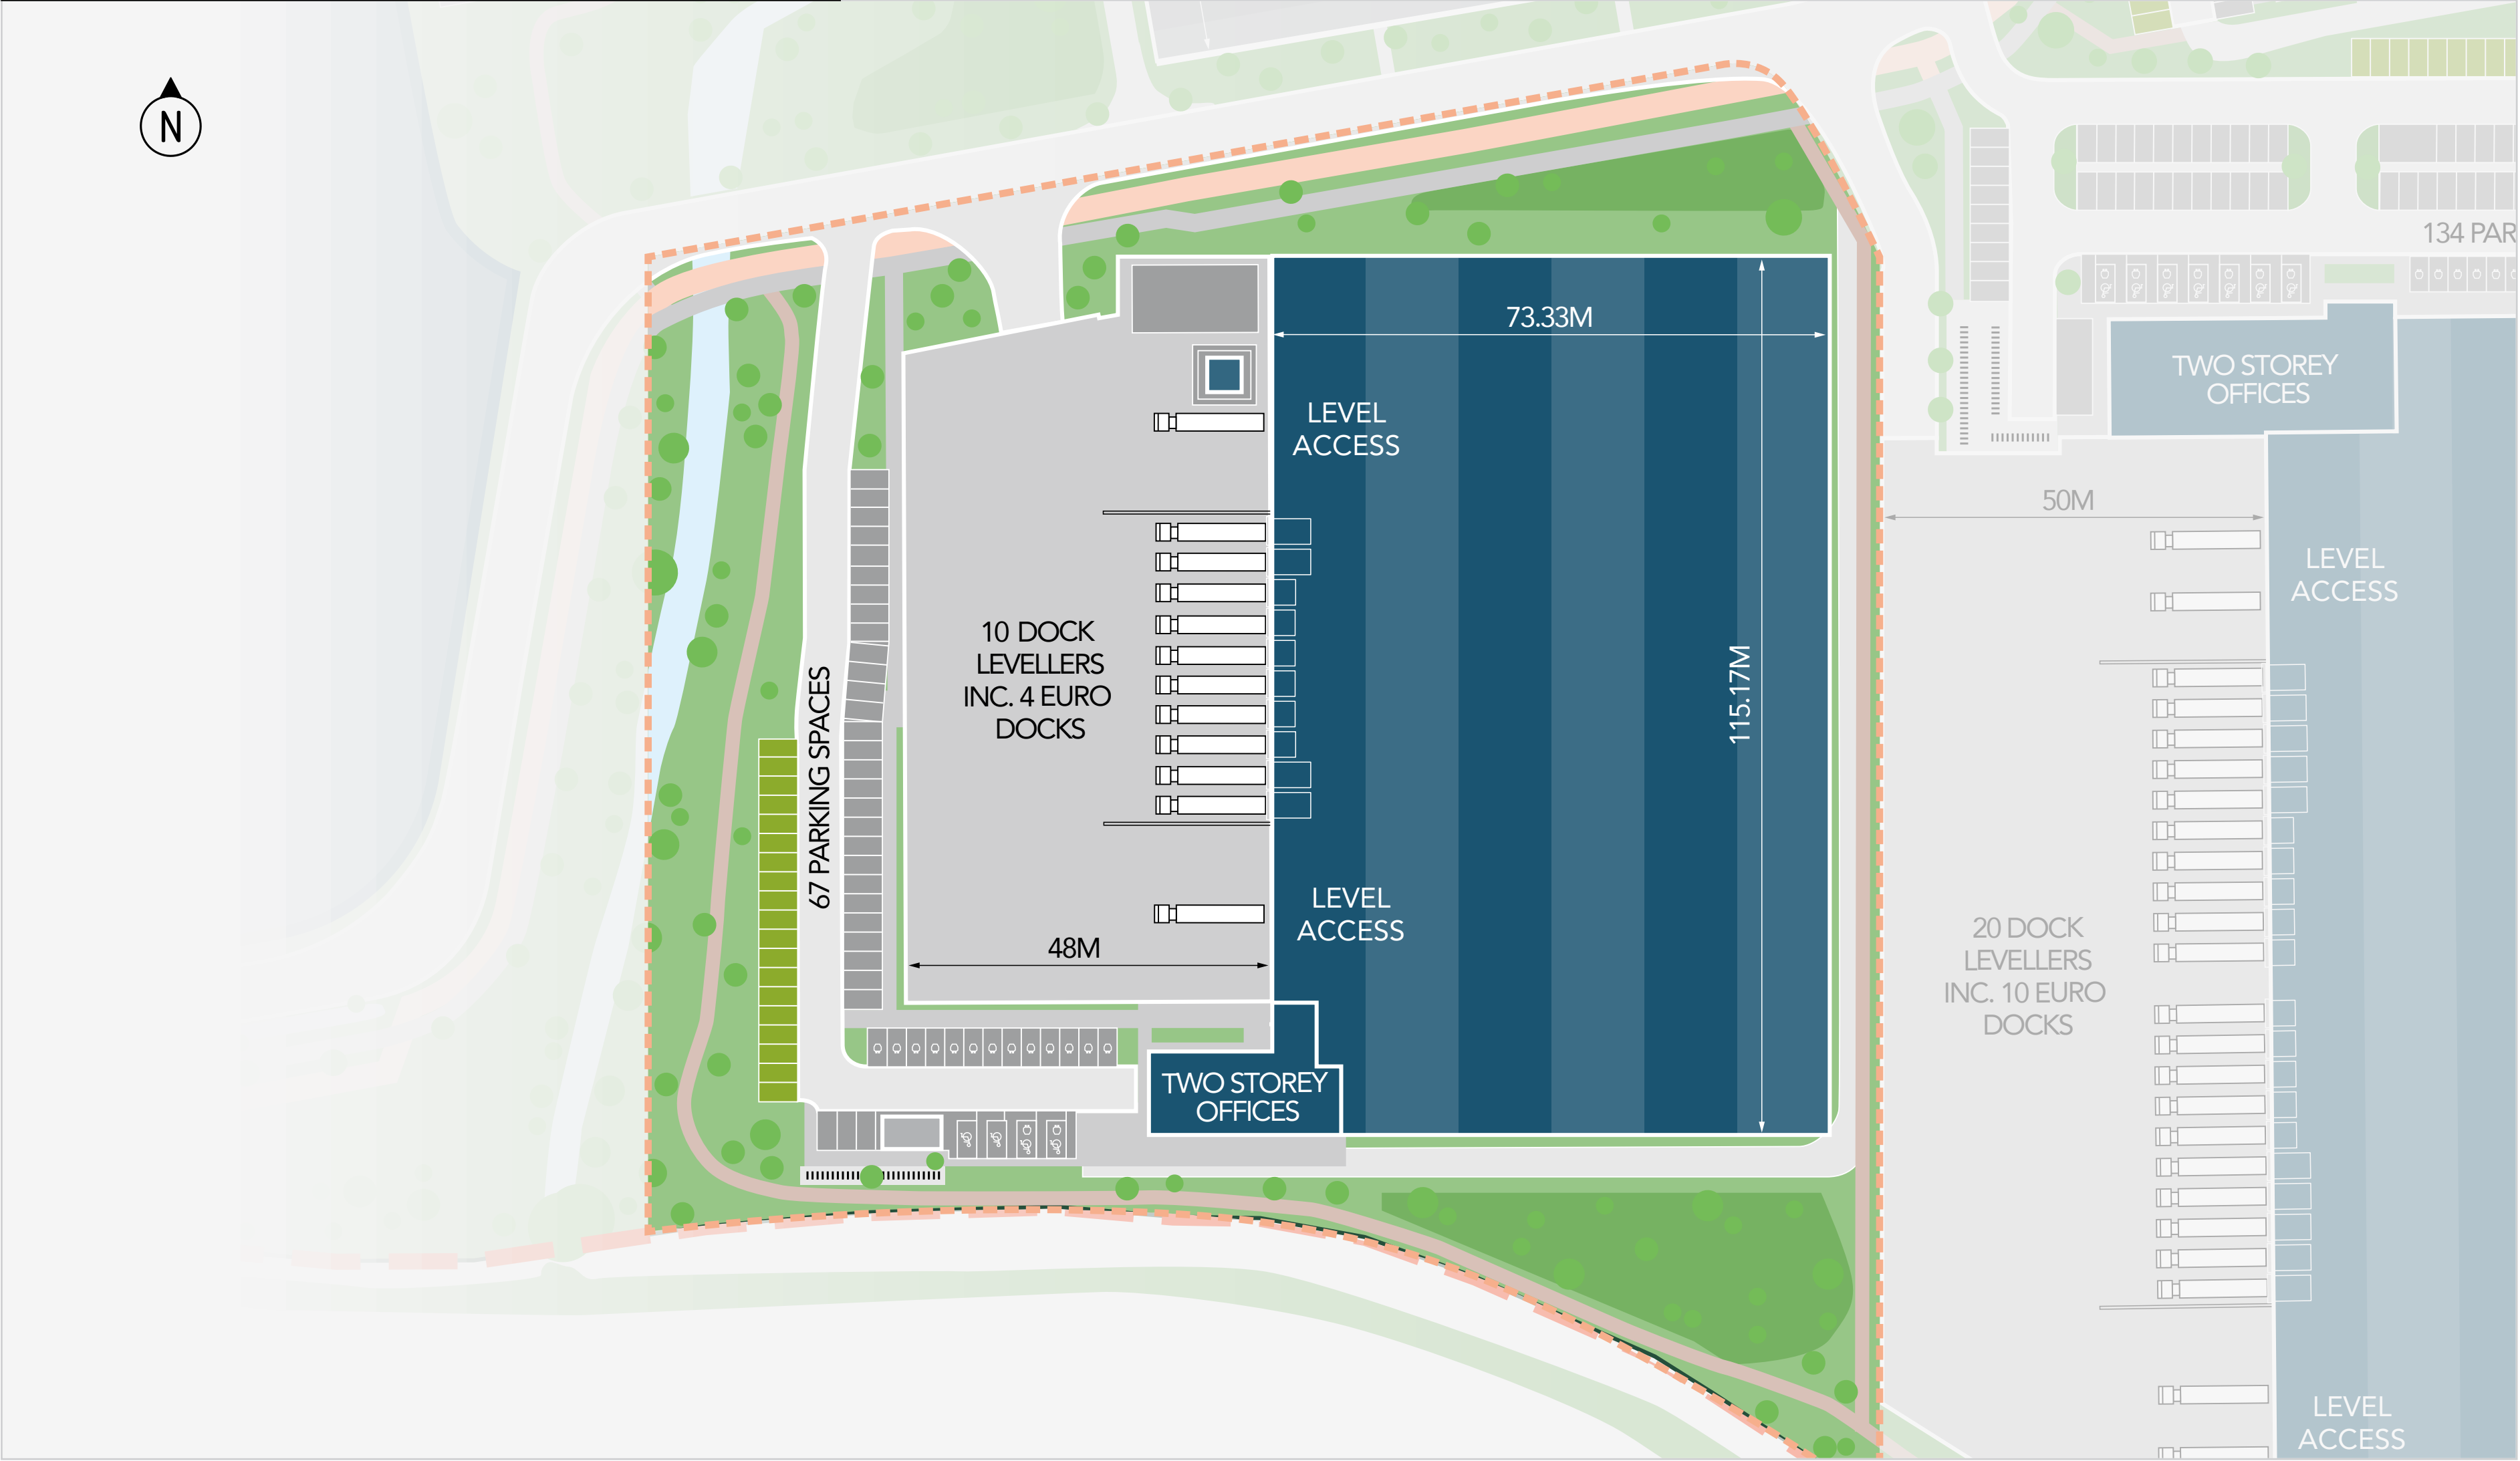 N
134 PAR
73.33M
TWO STOREY
OFFICES
LEVEL
ACCESS
50M
LEVEL
ACCESS
10 DOCK
LEVELLERS
INC. 4 EURO
DOCKS
115.17M
67 PARKING SPACES
LEVEL
ACCESS
20 DOCK
LEVELLERS
INC. 10 EURO
DOCKS
48M
TWO STOREY
OFFICES
LEVEL
ACCESS